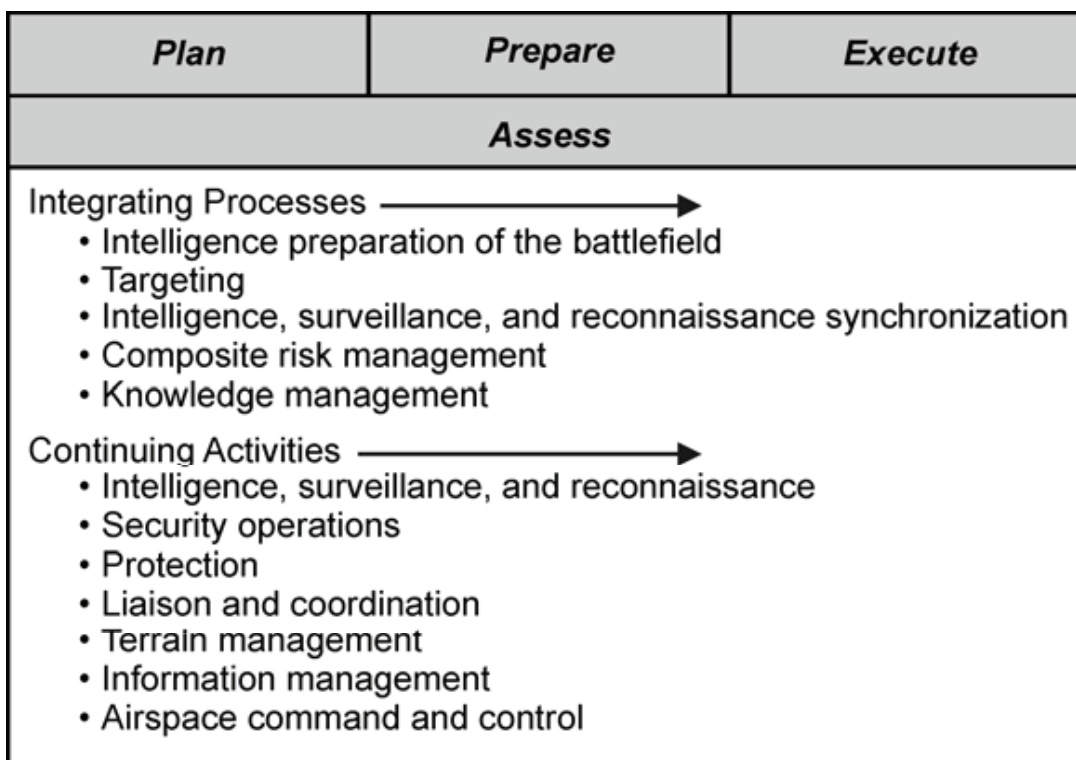 Plan Prepare Execute
Assess
Integrating Processes
• Intelligence preparation of the battlefield
• Targeting
• Intelligence, surveillance, and reconnaissance synchronization
• Composite risk management
• Knowledge management
Continuing Activities
• Intelligence, surveillance, and reconnaissance
• Security operations
• Protection
• Liaison and coordination
• Terrain management
• Information management
• Airspace command and control